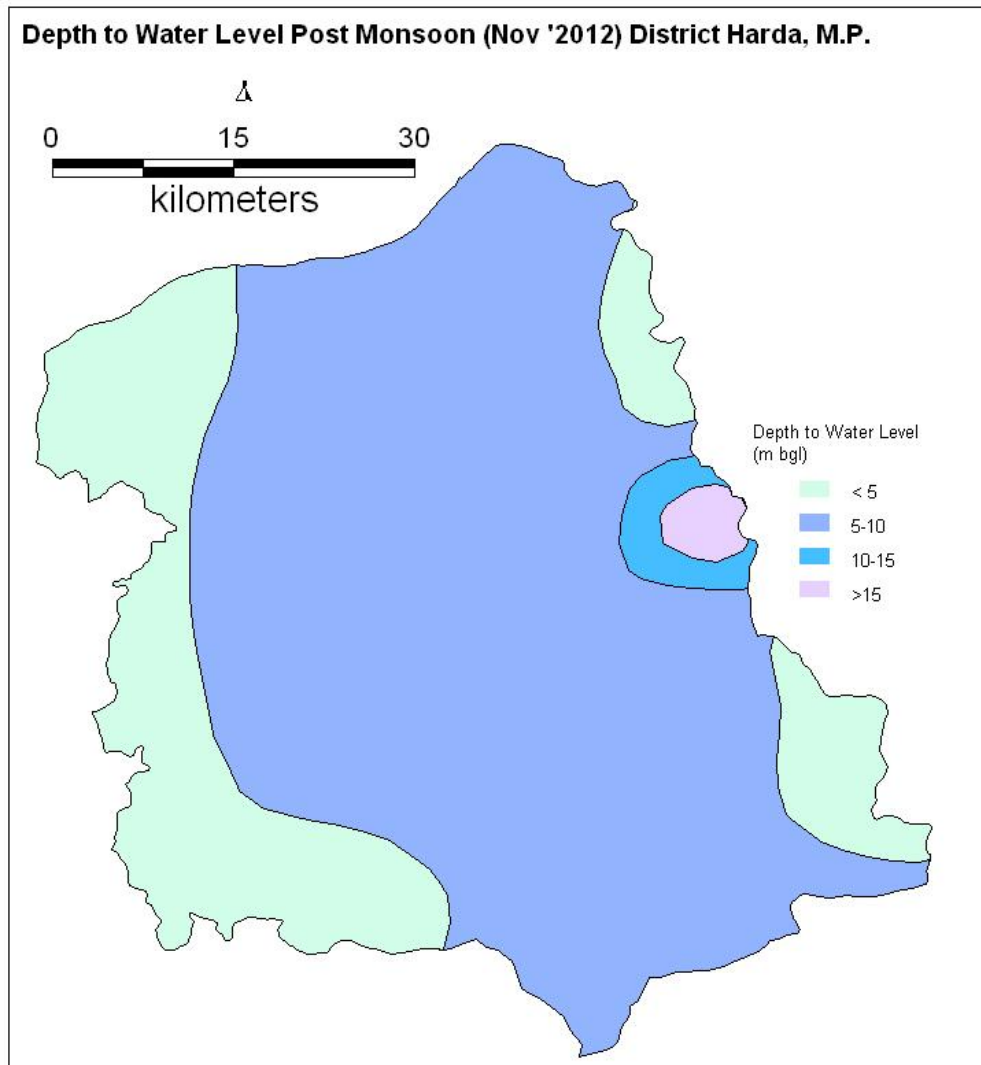 Depth to Water Level Post Monsoon (Nov '2012) District Harda, M.P.
0 15 30
kilometers
Depth to Water Level
(m bgl)
< 5
5-10
10-15
>15